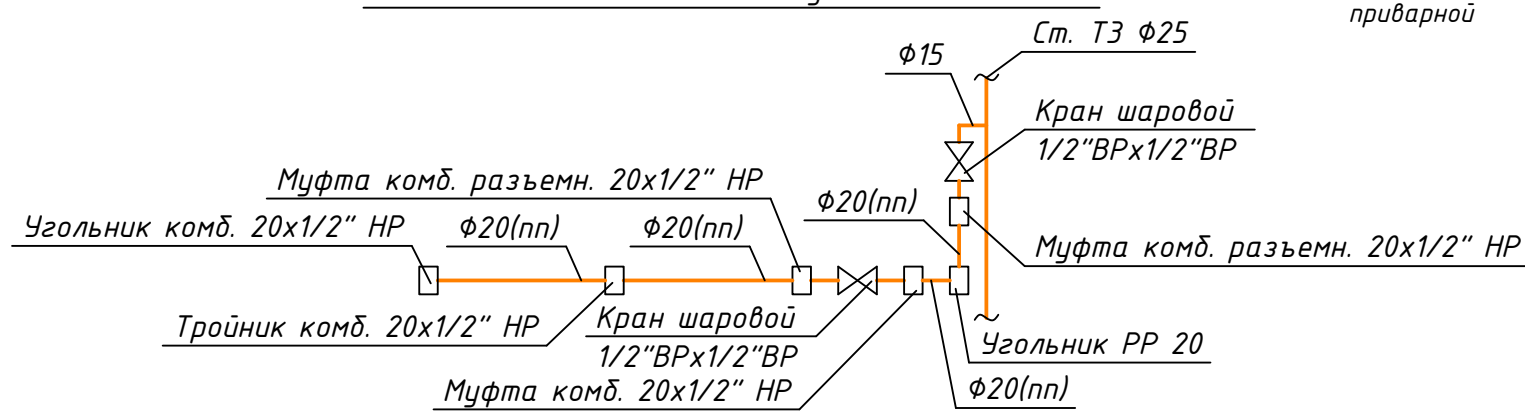 приварной
Ст. Т3 Ф25
Ф15
Кран шаровой
1/2"ВРх1/2"ВР
Муфта комб. разъемн. 20х1/2" НР
Ф20(пп)
Угольник комб. 20х1/2" НР
Ф20(пп)
Ф20(пп)
Муфта комб. разъемн. 20х1/2" НР
Тройник комб. 20х1/2" НР
Кран шаровой
1/2"ВРх1/2"ВР
Угольник РР 20
Муфта комб. 20х1/2" НР
Ф20(пп)